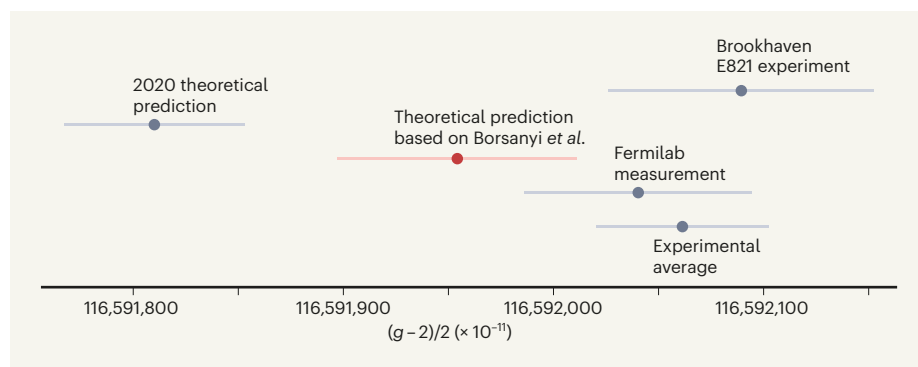 Brookhaven
E821 experiment
2020 theoretical
prediction
Theoretical prediction
based on Borsanyi et al.
Fermilab
measurement
Experimental
average
116,591,800
116,591,900
116,592,000
116,592,100
(g – 2)/2 (× 10⁻¹¹)